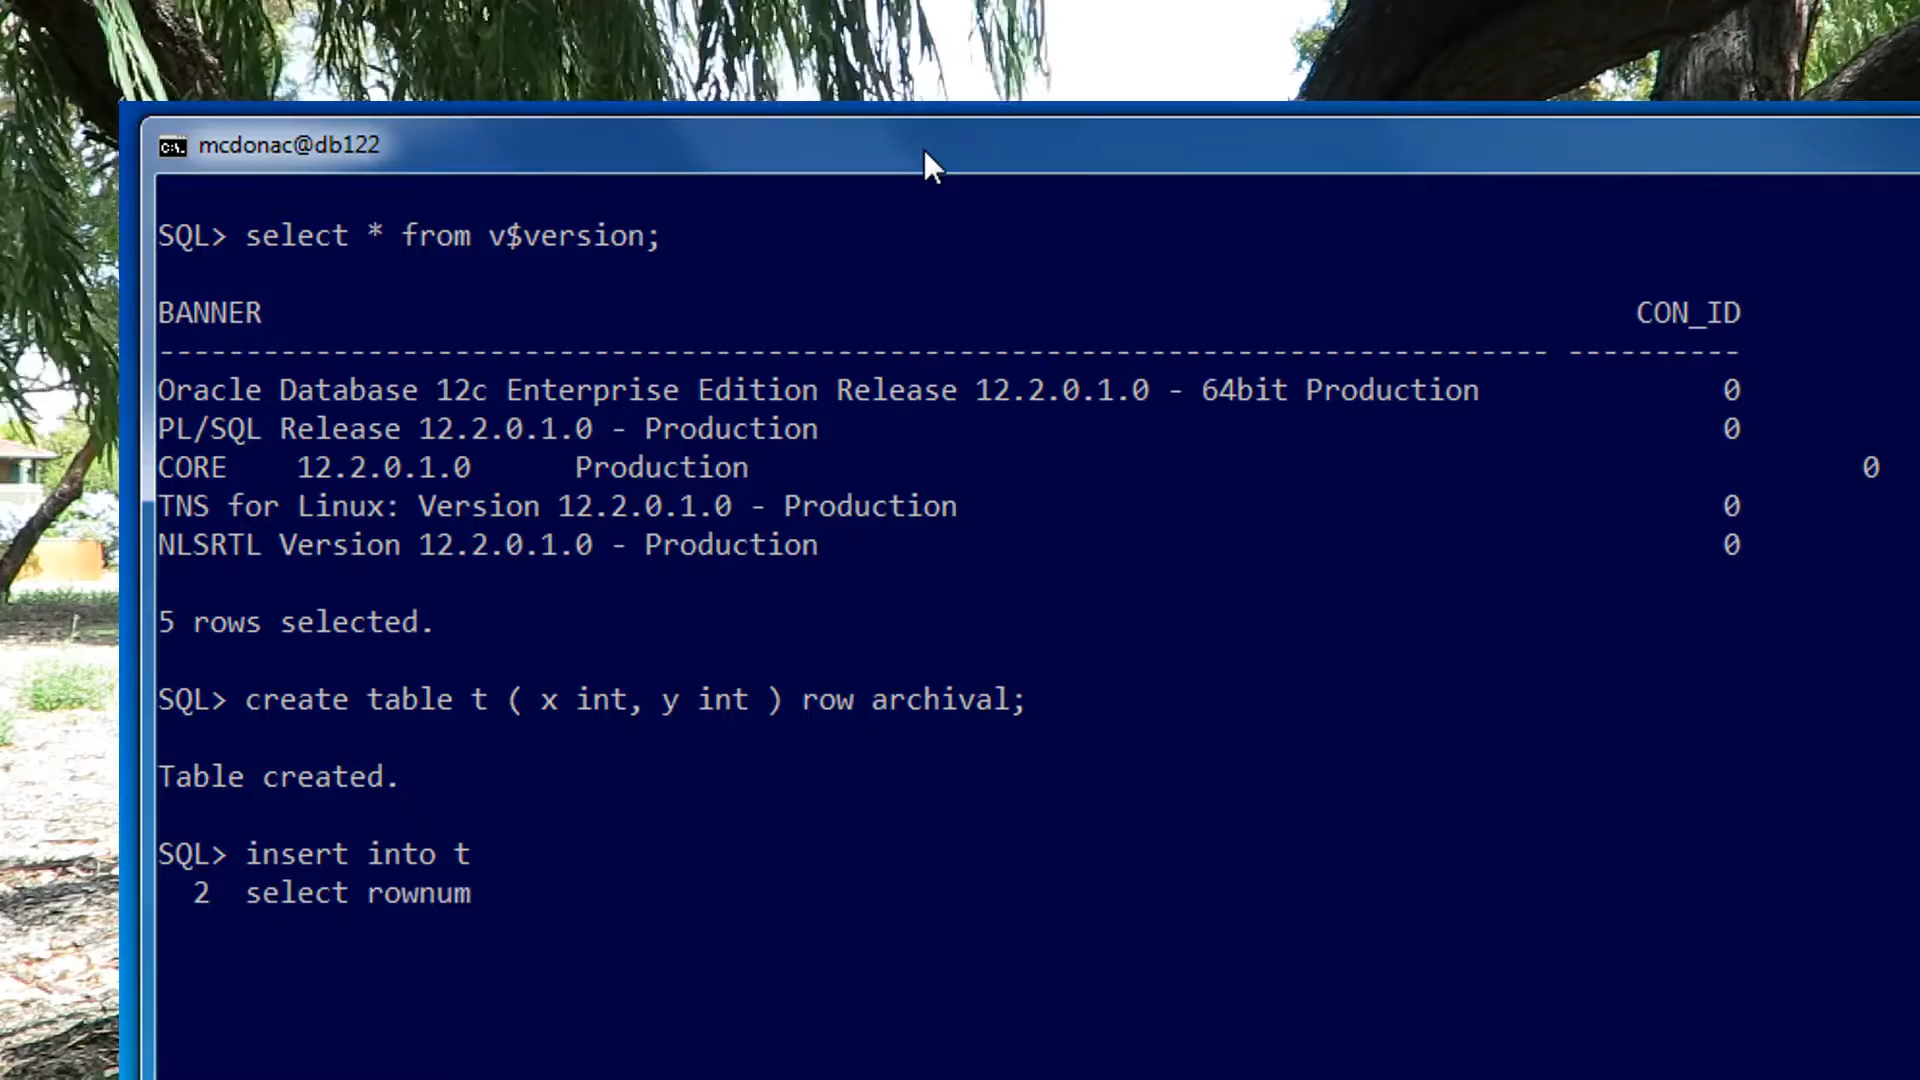 mcdonac@db122
SQL> select * from v$version;
BANNER CON_ID
-------------------------------------------------------------------------------- ----------
Oracle Database 12c Enterprise Edition Release 12.2.0.1.0 - 64bit Production 0
PL/SQL Release 12.2.0.1.0 - Production 0
CORE 12.2.0.1.0 Production 0
TNS for Linux: Version 12.2.0.1.0 - Production 0
NLSRTL Version 12.2.0.1.0 - Production 0
5 rows selected.
SQL> create table t ( x int, y int ) row archival;
Table created.
SQL> insert into t
2 select rownum